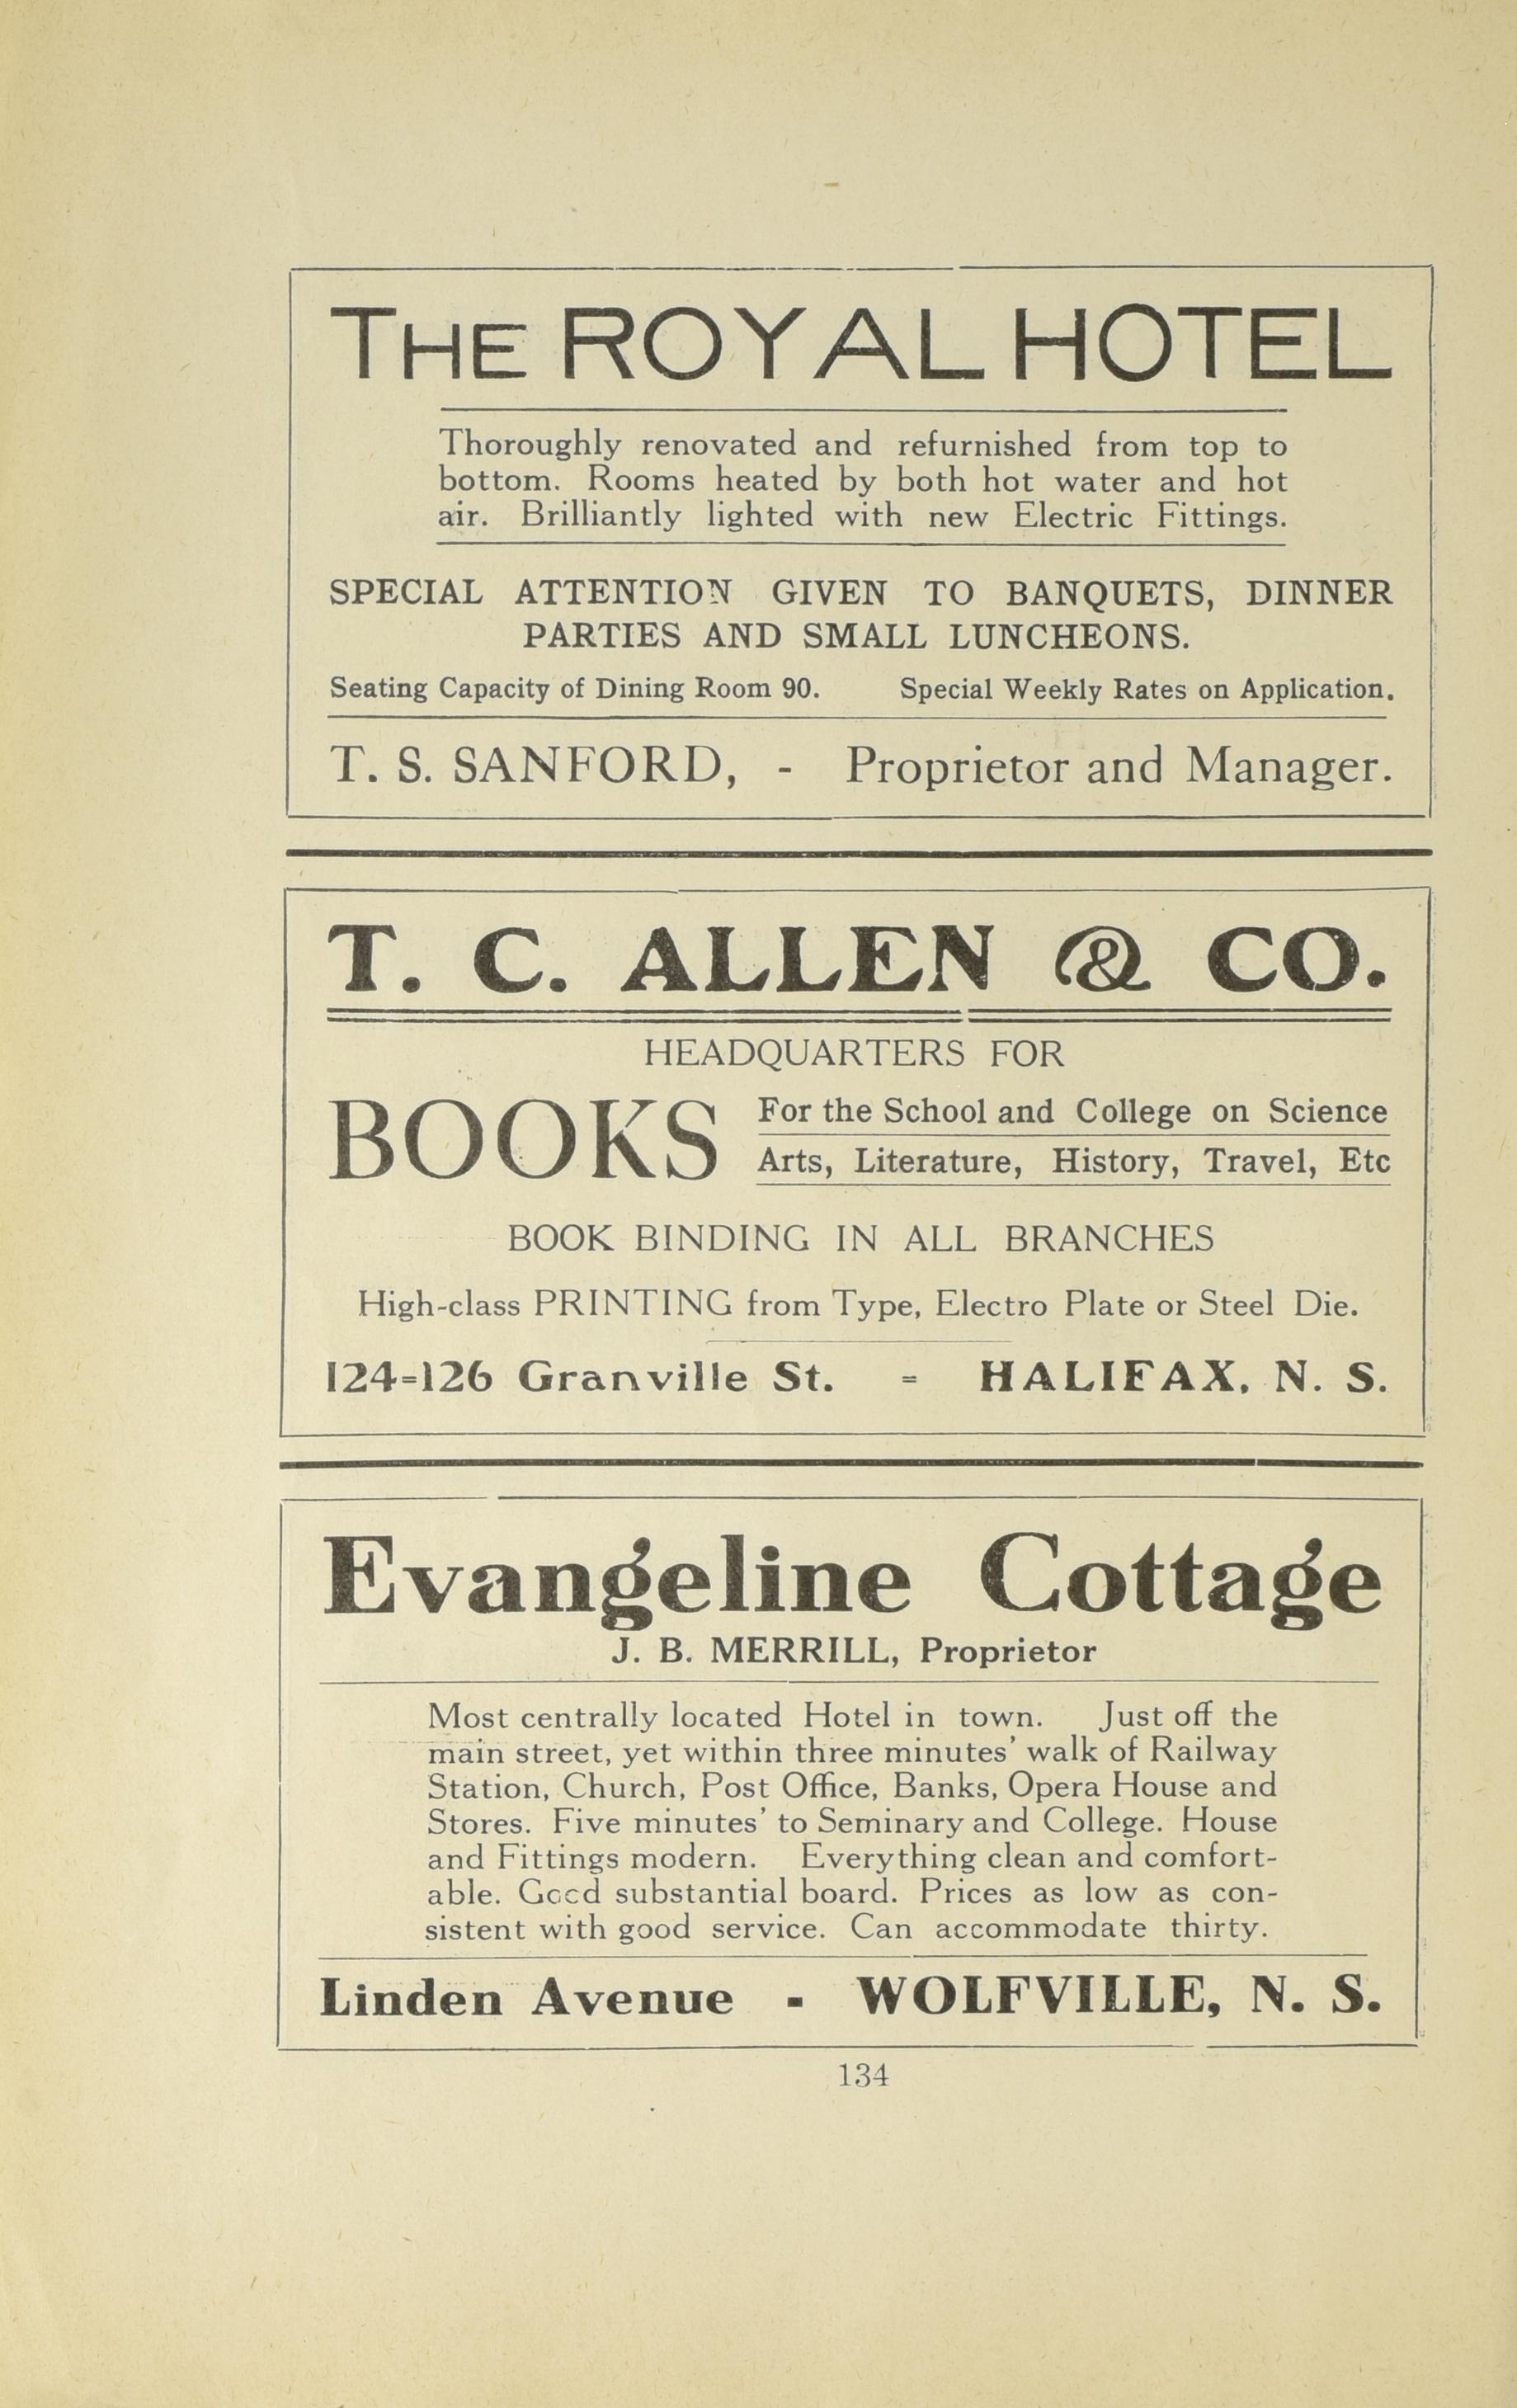 THE ROYAL HOTEL
Thoroughly renovated and refurnished from top to
bottom. Rooms heated by both hot water and hot
air. Brilliantly lighted with new Electric Fittings.
SPECIAL ATTENTION GIVEN TO BANQUETS, DINNER
PARTIES AND SMALL LUNCHEONS.
Seating Capacity of Dining Room 90. Special Weekly Rates on Application.
T. S. SANFORD, - Proprietor and Manager.
T. C. ALLEN & CO.
HEADQUARTERS FOR
BOOKS
For the School and College on Science
Arts, Literature, History, Travel, Etc
BOOK BINDING IN ALL BRANCHES
High-class PRINTING from Type, Electro Plate or Steel Die.
124=126 Granville St. = HALIFAX, N. S.
Evangeline Cottage
J. B. MERRILL, Proprietor
Most centrally located Hotel in town. Just off the
main street, yet within three minutes' walk of Railway
Station, Church, Post Office, Banks, Opera House and
Stores. Five minutes' to Seminary and College. House
and Fittings modern. Everything clean and comfort-
able. Good substantial board. Prices as low as con-
sistent with good service. Can accommodate thirty.
Linden Avenue - WOLFVILLE, N. S.
134